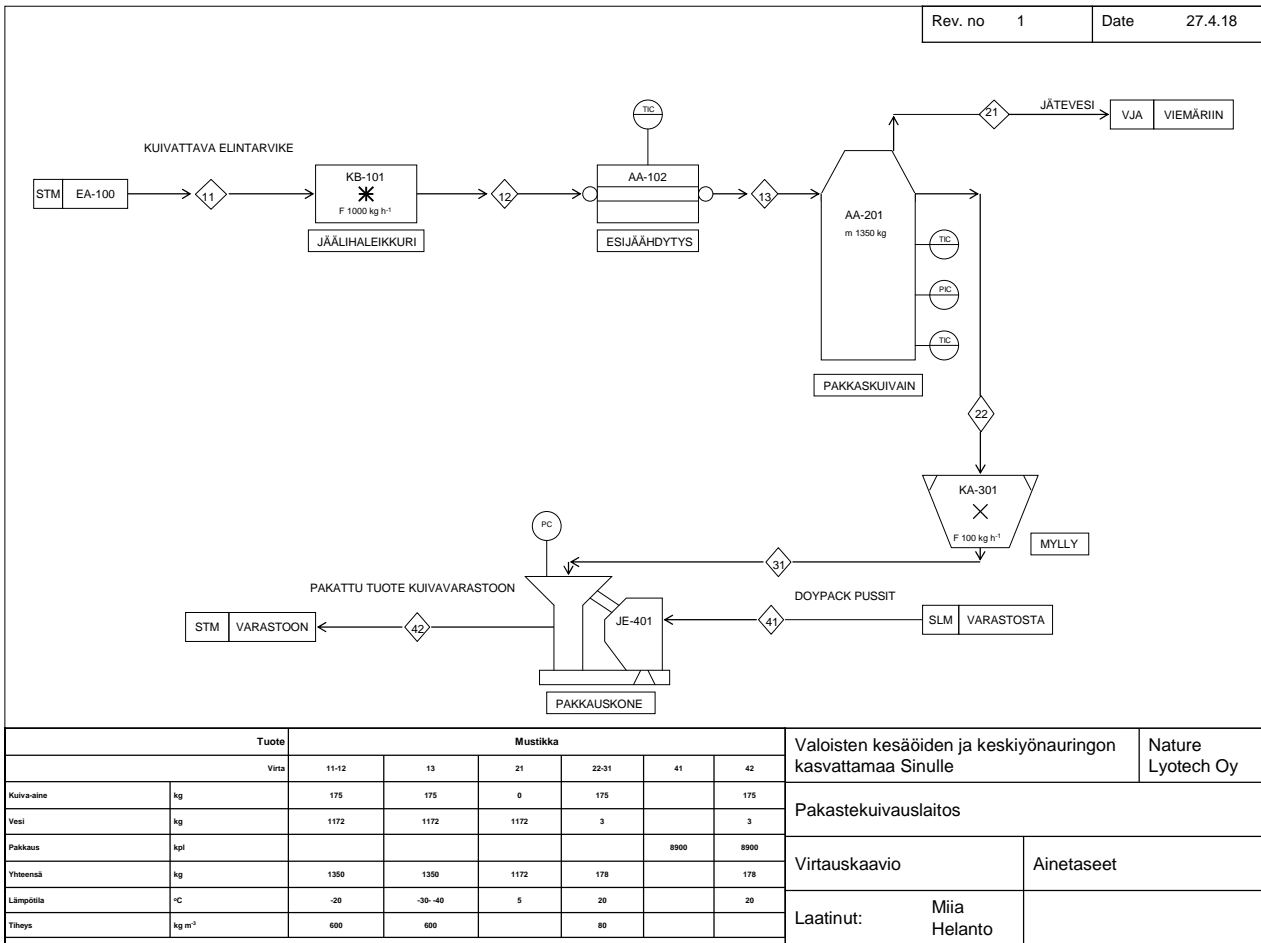 Rev. no 1 Date 27.4.18
TIC
21
JÄTEVESI
VJA VIEMÄRIIN
KUIVATTAVA ELINTARVIKE
STM EA-100
11
KB-101
F 1000 kg h-1
JÄÄLIHALEIKKURI
12
AA-102
ESIJÄÄHDYTYS
13
AA-201
m 1350 kg
TIC
PIC
TIC
PAKKASKUIVAIN
22
KA-301
F 100 kg h-1
MYLLY
31
PC
PAKATTU TUOTE KUIVAVARASTOON
STM VARASTOON
42
JE-401
DOYPACK PUSSIT
41
SLM VARASTOSTA
PAKKAUSKONE
Tuote Mustikka
Virta 11-12 13 21 22-31 41 42
Kuiva-aine kg 175 175 0 175 175
Vesi kg 1172 1172 1172 3 3
Pakkaus kpl 8900 8900
Yhteensä kg 1350 1350 1172 178 178
Lämpötila oC -20 -30- -40 5 20 20
Tiheys kg m-3 600 600 80
Valoisten kesäöiden ja keskiyönauringon
kasvattamaa Sinulle
Nature
Lyotech Oy
Pakastekuivauslaitos
Virtauskaavio Ainetaseet
Laatinut: Miia
Helanto